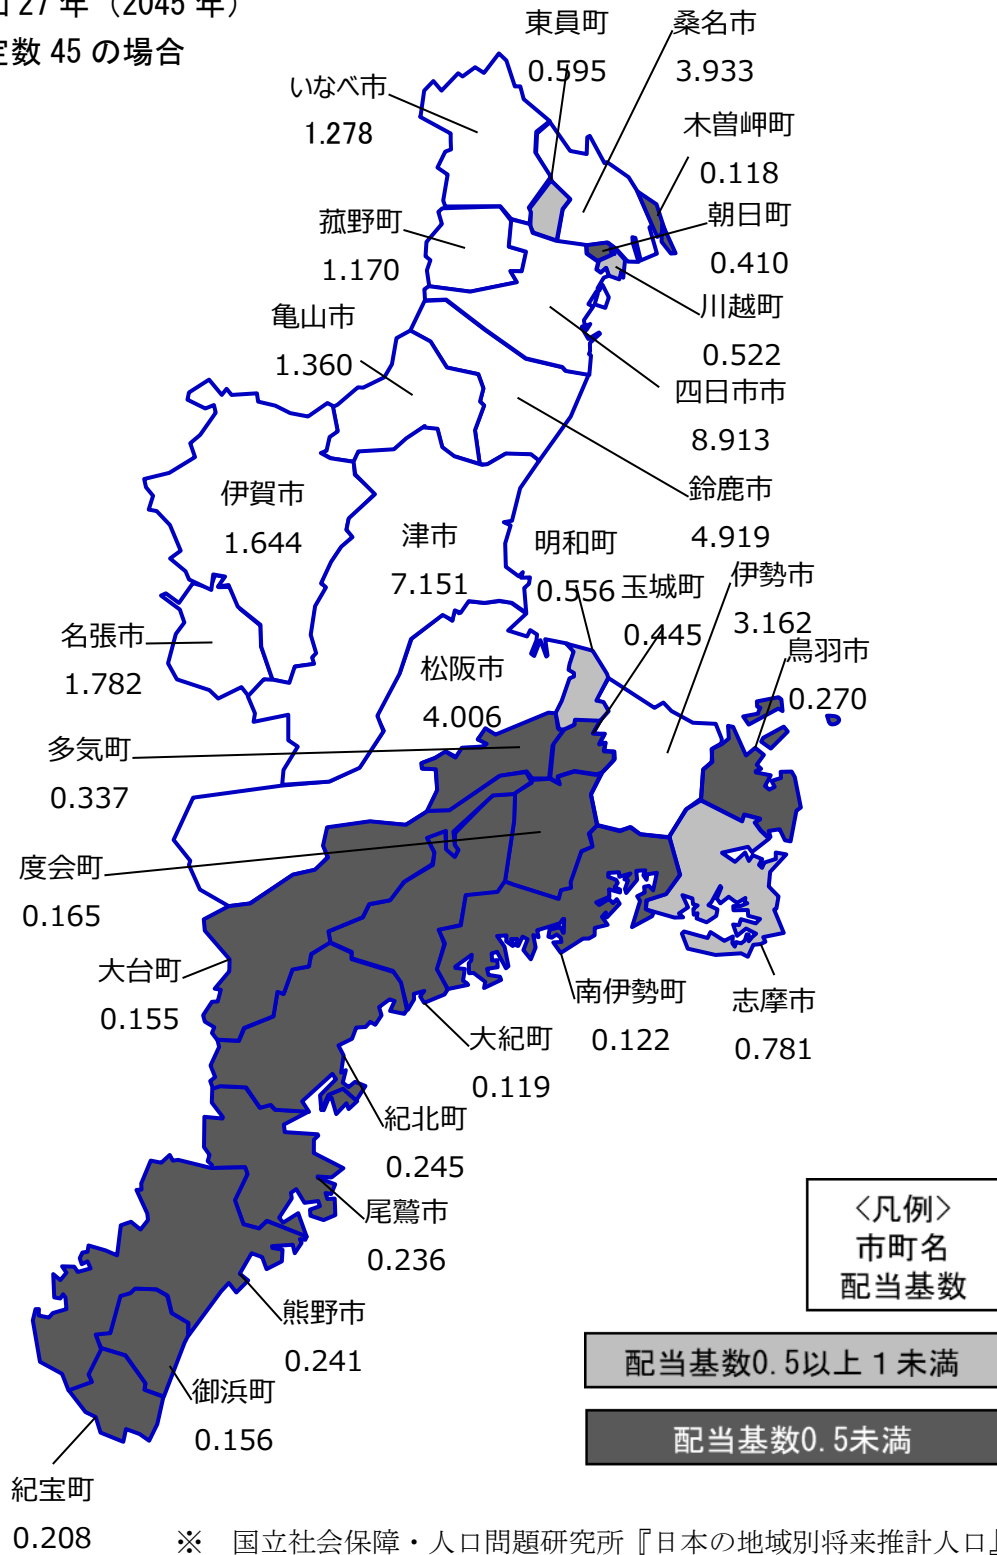 27年（2045年）
定数 45 の場合
東員町
0.595
桑名市
3.933
いなべ市
1.278
木曽岬町
0.118
菰野町
1.170
朝日町
0.410
川越町
0.522
亀山市
1.360
四日市市
8.913
伊賀市
1.644
鈴鹿市
4.919
津市
7.151
明和町
0.556
玉城町
0.445
伊勢市
3.162
名張市
1.782
松阪市
4.006
鳥羽市
0.270
多気町
0.337
度会町
0.165
大台町
0.155
南伊勢町
0.122
志摩市
0.781
大紀町
0.119
紀北町
0.245
尾鷲市
0.236
熊野市
0.241
御浜町
0.156
紀宝町
0.208
〈凡例〉
市町名
配当基数
配当基数0.5以上１未満
配当基数0.5未満
※　国立社会保障・人口問題研究所『日本の地域別将来推計人口』